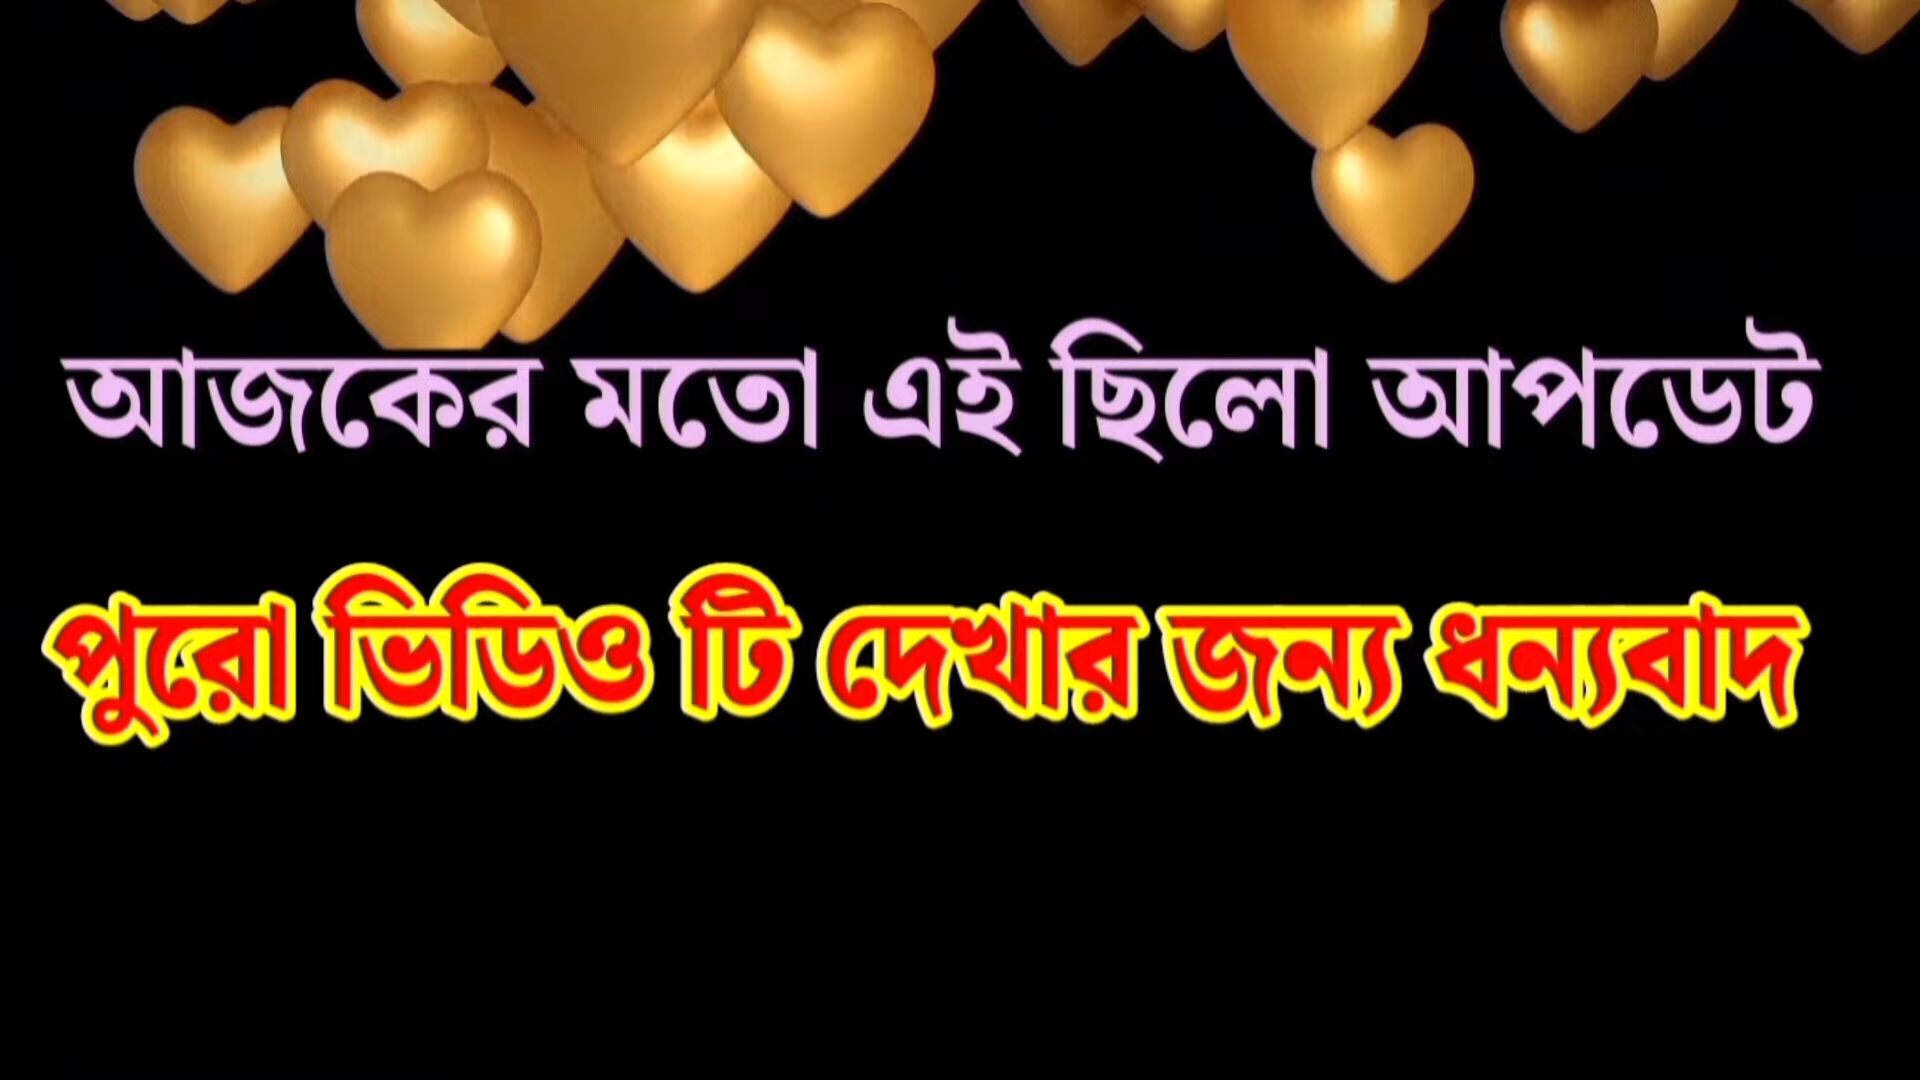 আজকের মতো এই ছিলো আপডেট
পুরো ভিডিও টি দেখার জন্য ধন্যবাদ